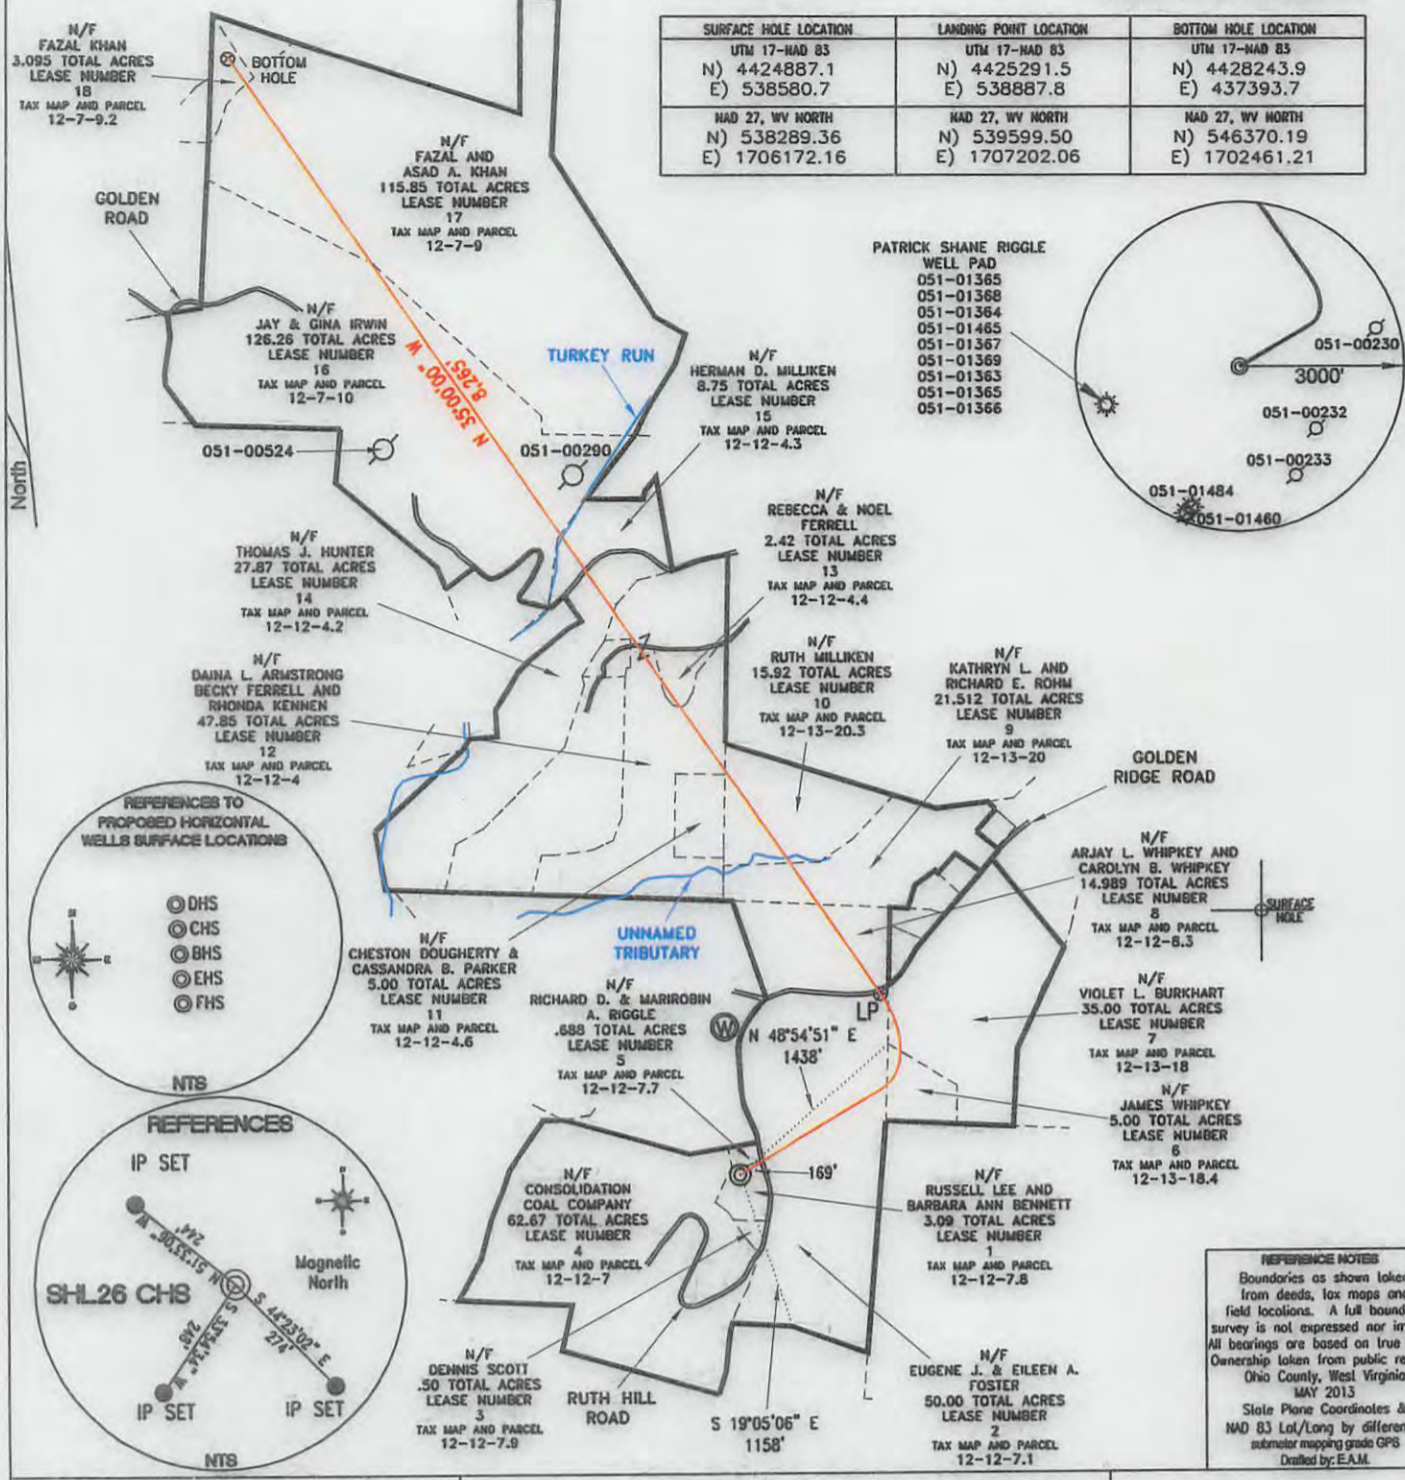 SURFACE HOLE LOCATION
UTM 17-NAD 83
N) 4424887.1
E) 538580.7
NAD 27, WV NORTH
N) 538289.36
E) 1706172.16
LANDING POINT LOCATION
UTM 17-NAD 83
N) 4425291.5
E) 538887.8
NAD 27, WV NORTH
N) 539599.50
E) 1707202.06
BOTTOM HOLE LOCATION
UTM 17-NAD 83
N) 4428243.9
E) 437393.7
NAD 27, WV NORTH
N) 546370.19
E) 1702461.21
N/F
FAZAL KHAN
3.095 TOTAL ACRES
LEASE NUMBER
18
TAX MAP AND PARCEL
12-7-9.2
BOTTOM
HOLE
N/F
FAZAL AND
ASAD A. KHAN
115.85 TOTAL ACRES
LEASE NUMBER
17
TAX MAP AND PARCEL
12-7-9
GOLDEN
ROAD
N/F
JAY & GINA IRWIN
126.26 TOTAL ACRES
LEASE NUMBER
16
TAX MAP AND PARCEL
12-7-10
N 35°00'00" W
8,265'
TURKEY RUN
N/F
HERMAN D. MILLIKEN
8.75 TOTAL ACRES
LEASE NUMBER
15
TAX MAP AND PARCEL
12-12-4.3
PATRICK SHANE RIGGLE
WELL PAD
051-01365
051-01368
051-01364
051-01465
051-01367
051-01369
051-01363
051-01365
051-01366
051-00230
3000'
051-00232
051-00233
051-01484
051-01460
North
051-00524
051-00290
N/F
REBECCA & NOEL
FERRELL
2.42 TOTAL ACRES
LEASE NUMBER
13
TAX MAP AND PARCEL
12-12-4.4
N/F
THOMAS J. HUNTER
27.87 TOTAL ACRES
LEASE NUMBER
14
TAX MAP AND PARCEL
12-12-4.2
N/F
DAINA L. ARMSTRONG
BECKY FERRELL AND
RHONDA KENNEN
47.85 TOTAL ACRES
LEASE NUMBER
12
TAX MAP AND PARCEL
12-12-4
N/F
RUTH MILLIKEN
15.92 TOTAL ACRES
LEASE NUMBER
10
TAX MAP AND PARCEL
12-13-20.3
N/F
KATHRYN L. AND
RICHARD E. ROHM
21.512 TOTAL ACRES
LEASE NUMBER
9
TAX MAP AND PARCEL
12-13-20
GOLDEN
RIDGE ROAD
REFERENCES TO
PROPOSED HORIZONTAL
WELLS SURFACE LOCATIONS
DHS
CHS
BHS
EHS
FHS
NTS
N/F
ARJAY L. WHIPKEY AND
CAROLYN B. WHIPKEY
14.989 TOTAL ACRES
LEASE NUMBER
8
TAX MAP AND PARCEL
12-12-8.3
SURFACE
HOLE
N/F
CHESTON DOUGHERTY &
CASSANDRA B. PARKER
5.00 TOTAL ACRES
LEASE NUMBER
11
TAX MAP AND PARCEL
12-12-4.6
UNNAMED
TRIBUTARY
N/F
RICHARD D. & MARIROBIN
A. RIGGLE
.688 TOTAL ACRES
LEASE NUMBER
5
TAX MAP AND PARCEL
12-12-7.7
W
LP
N 48°54'51" E
1438'
N/F
VIOLET L. BURKHART
35.00 TOTAL ACRES
LEASE NUMBER
7
TAX MAP AND PARCEL
12-13-18
N/F
JAMES WHIPKEY
5.00 TOTAL ACRES
LEASE NUMBER
6
TAX MAP AND PARCEL
12-13-18.4
REFERENCES
IP SET
N 51°33'06" W
244'
Magnetic
North
SHL26 CHS
S 44°23'02" E
274'
S 33°54'34" W
248'
IP SET
IP SET
NTS
169'
N/F
CONSOLIDATION
COAL COMPANY
62.67 TOTAL ACRES
LEASE NUMBER
4
TAX MAP AND PARCEL
12-12-7
N/F
RUSSELL LEE AND
BARBARA ANN BENNETT
3.09 TOTAL ACRES
LEASE NUMBER
1
TAX MAP AND PARCEL
12-12-7.8
N/F
DENNIS SCOTT
.50 TOTAL ACRES
LEASE NUMBER
3
TAX MAP AND PARCEL
12-12-7.9
RUTH HILL
ROAD
S 19°05'06" E
1158'
N/F
EUGENE J. & EILEEN A.
FOSTER
50.00 TOTAL ACRES
LEASE NUMBER
2
TAX MAP AND PARCEL
12-12-7.1
REFERENCE NOTES
Boundaries as shown taken
from deeds, tax maps and
field locations. A full bound
survey is not expressed nor im
All bearings are based on true
Ownership taken from public re
Ohio County, West Virginia
MAY 2013
State Plane Coordinates &
NAD 83 Lat/Long by differen
submeter mapping grade GPS
Drafted by: E.A.M.